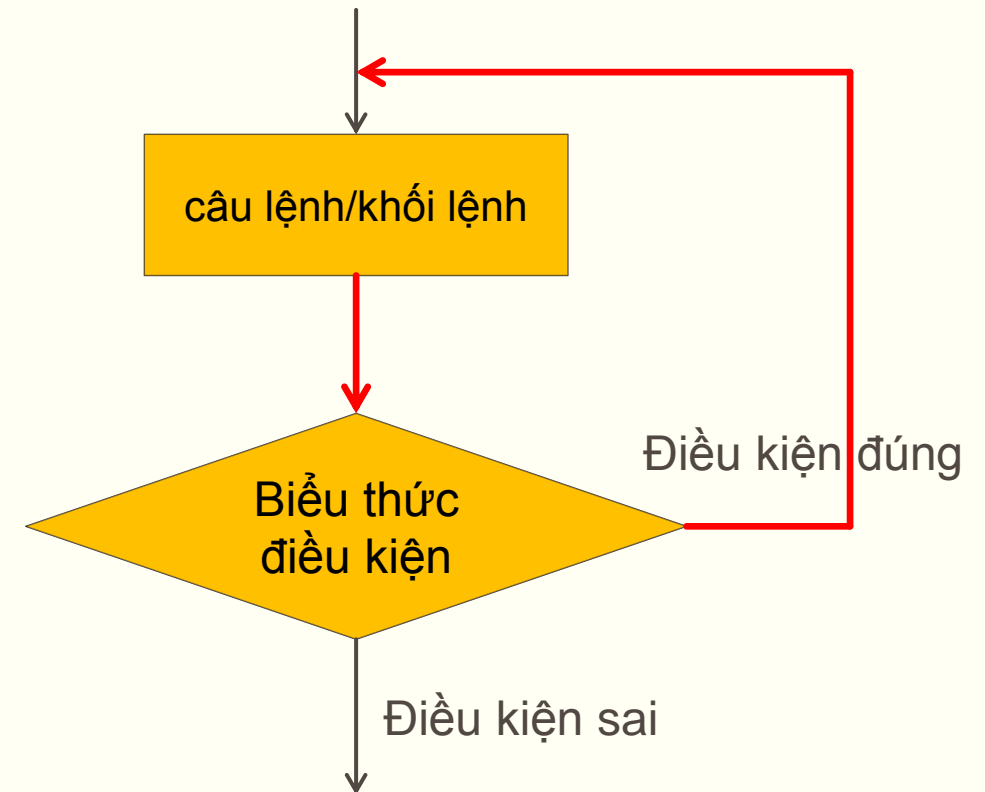 câu lệnh/khối lệnh
Điều kiện đúng
Biểu thức
điều kiện
Điều kiện sai